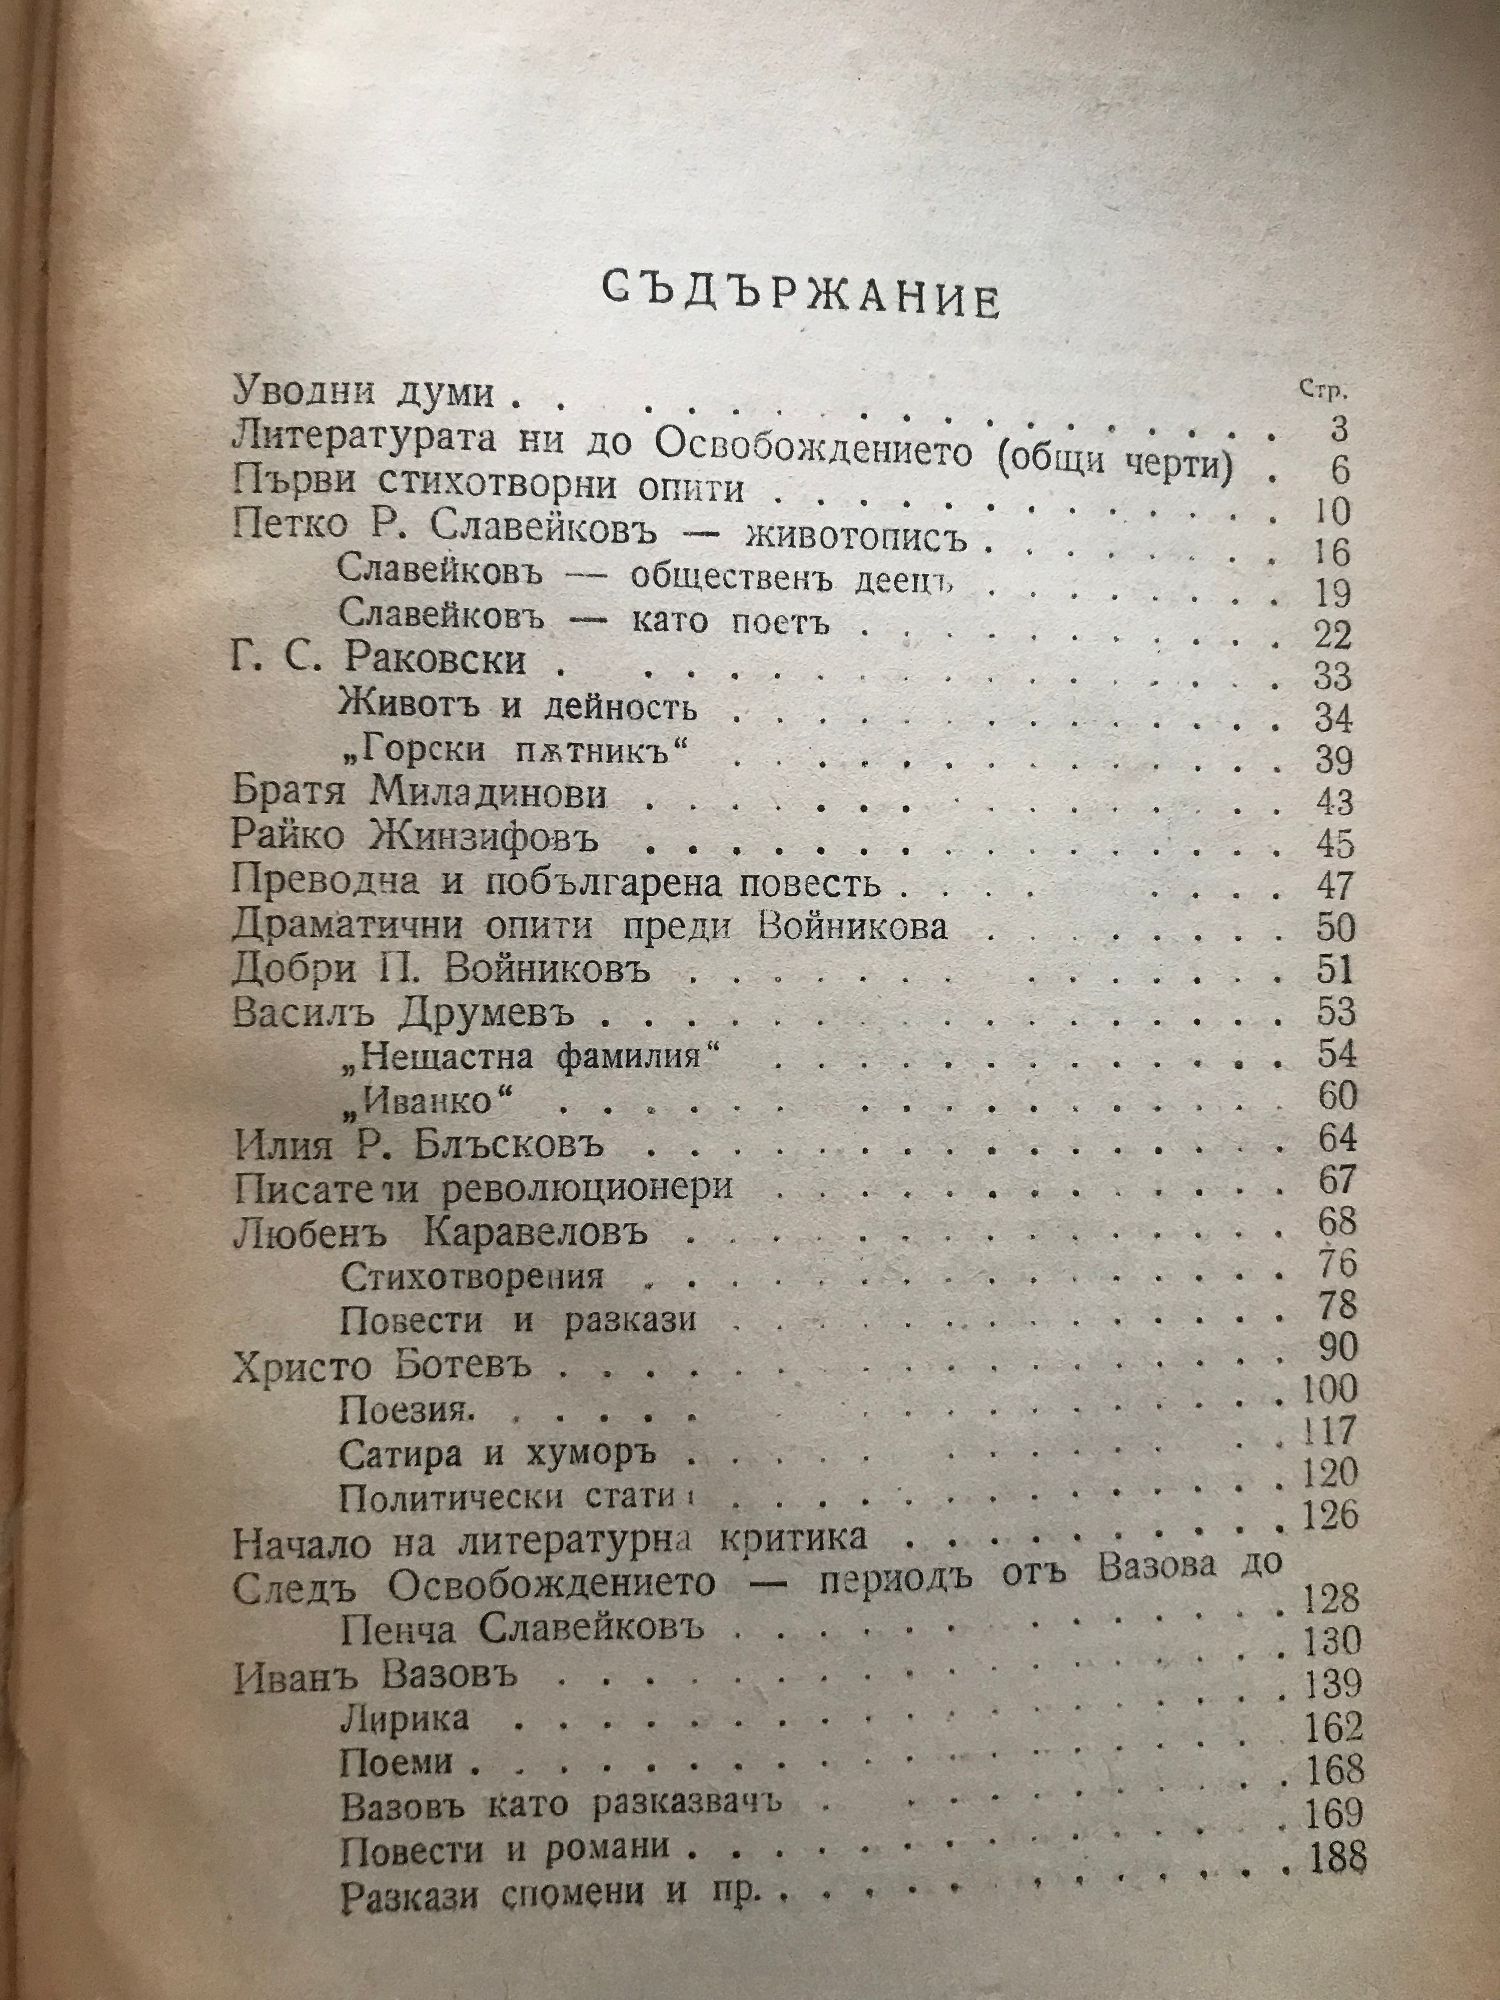 СЪДЪРЖАНИЕ
Стр.
Уводни думи . . . . . . . . . . . . . . . . . 3
Литературата ни до Освобождението (общи черти) . 6
Първи стихотворни опити . . . . . . . . . . . . 10
Петко Р. Славейковъ — животописъ . . . . . . . 16
Славейковъ — общественъ деецъ . . . . . . . . 19
Славейковъ — като поетъ . . . . . . . . . . 22
Г. С. Раковски . . . . . . . . . . . . . . . . 33
Животъ и дейность . . . . . . . . . . . . . 34
„Горски пѫтникъ“ . . . . . . . . . . . . . 39
Братя Миладинови . . . . . . . . . . . . . . . 43
Райко Жинзифовъ . . . . . . . . . . . . . . . 45
Преводна и побългарена повесть . . . . . . . . 47
Драматични опити преди Войникова . . . . . . . . 50
Добри П. Войниковъ . . . . . . . . . . . . . . 51
Василъ Друмевъ . . . . . . . . . . . . . . . . 53
„Нещастна фамилия“ . . . . . . . . . . . . 54
„Иванко“ . . . . . . . . . . . . . . . . 60
Илия Р. Блъсковъ . . . . . . . . . . . . . . . 64
Писатели революционери . . . . . . . . . . . . 67
Любенъ Каравеловъ . . . . . . . . . . . . . . 68
Стихотворения . . . . . . . . . . . . . . . 76
Повести и разкази . . . . . . . . . . . . . 78
Христо Ботевъ . . . . . . . . . . . . . . . . . 90
Поезия. . . . . . . . . . . . . . . . . . 100
Сатира и хуморъ . . . . . . . . . . . . . 117
Политически статии . . . . . . . . . . . . . 120
Начало на литературна критика . . . . . . . . . 126
Следъ Освобождението — периодъ отъ Вазова до
Пенча Славейковъ . . . . . . . . . . . . . 128
Иванъ Вазовъ . . . . . . . . . . . . . . . . . 130
Лирика . . . . . . . . . . . . . . . . . . 139
Поеми . . . . . . . . . . . . . . . . . . . 162
Вазовъ като разказвачъ . . . . . . . . . . 168
Повести и романи . . . . . . . . . . . . . . 169
Разкази спомени и пр. . . . . . . . . . . . . 188